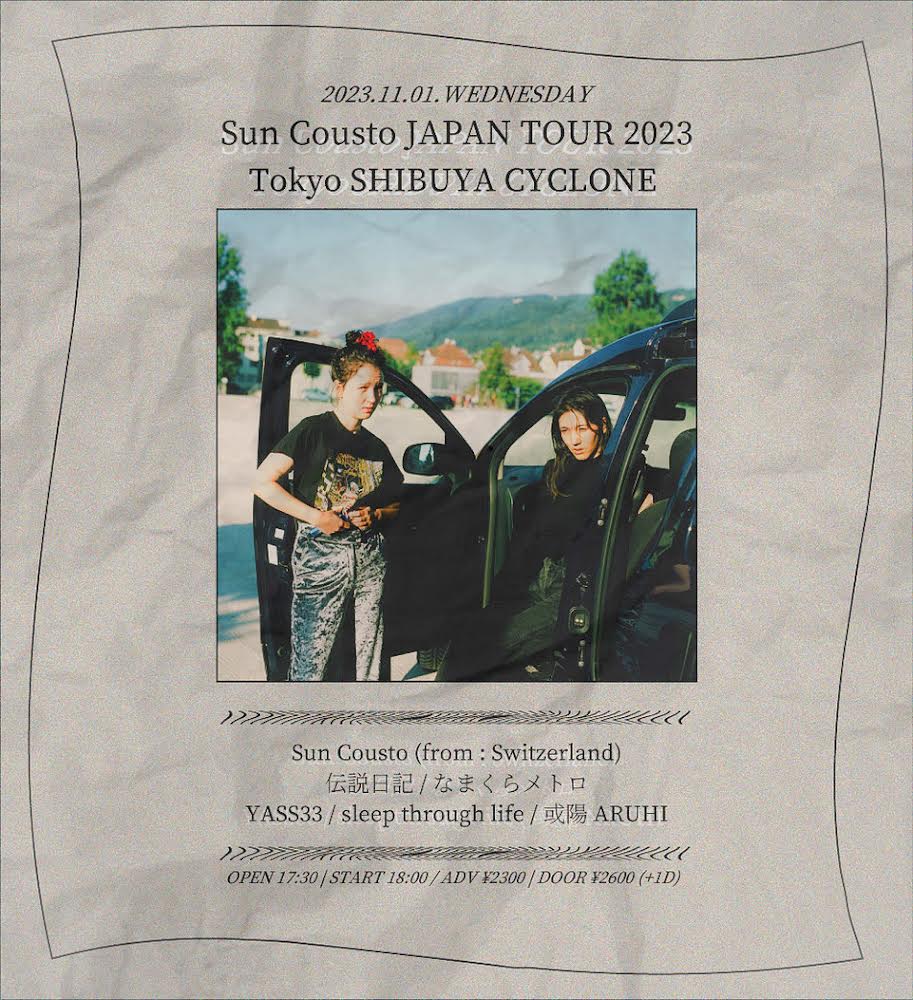 2023.11.01.WEDNESDAY
Sun Cousto JAPAN TOUR 2023
Tokyo SHIBUYA CYCLONE
Sun Cousto (from : Switzerland)
伝説日記 / なまくらメトロ
YASS33 / sleep through life / 或陽 ARUHI
OPEN 17:30 | START 18:00 / ADV ¥2300 | DOOR ¥2600 (+1D)